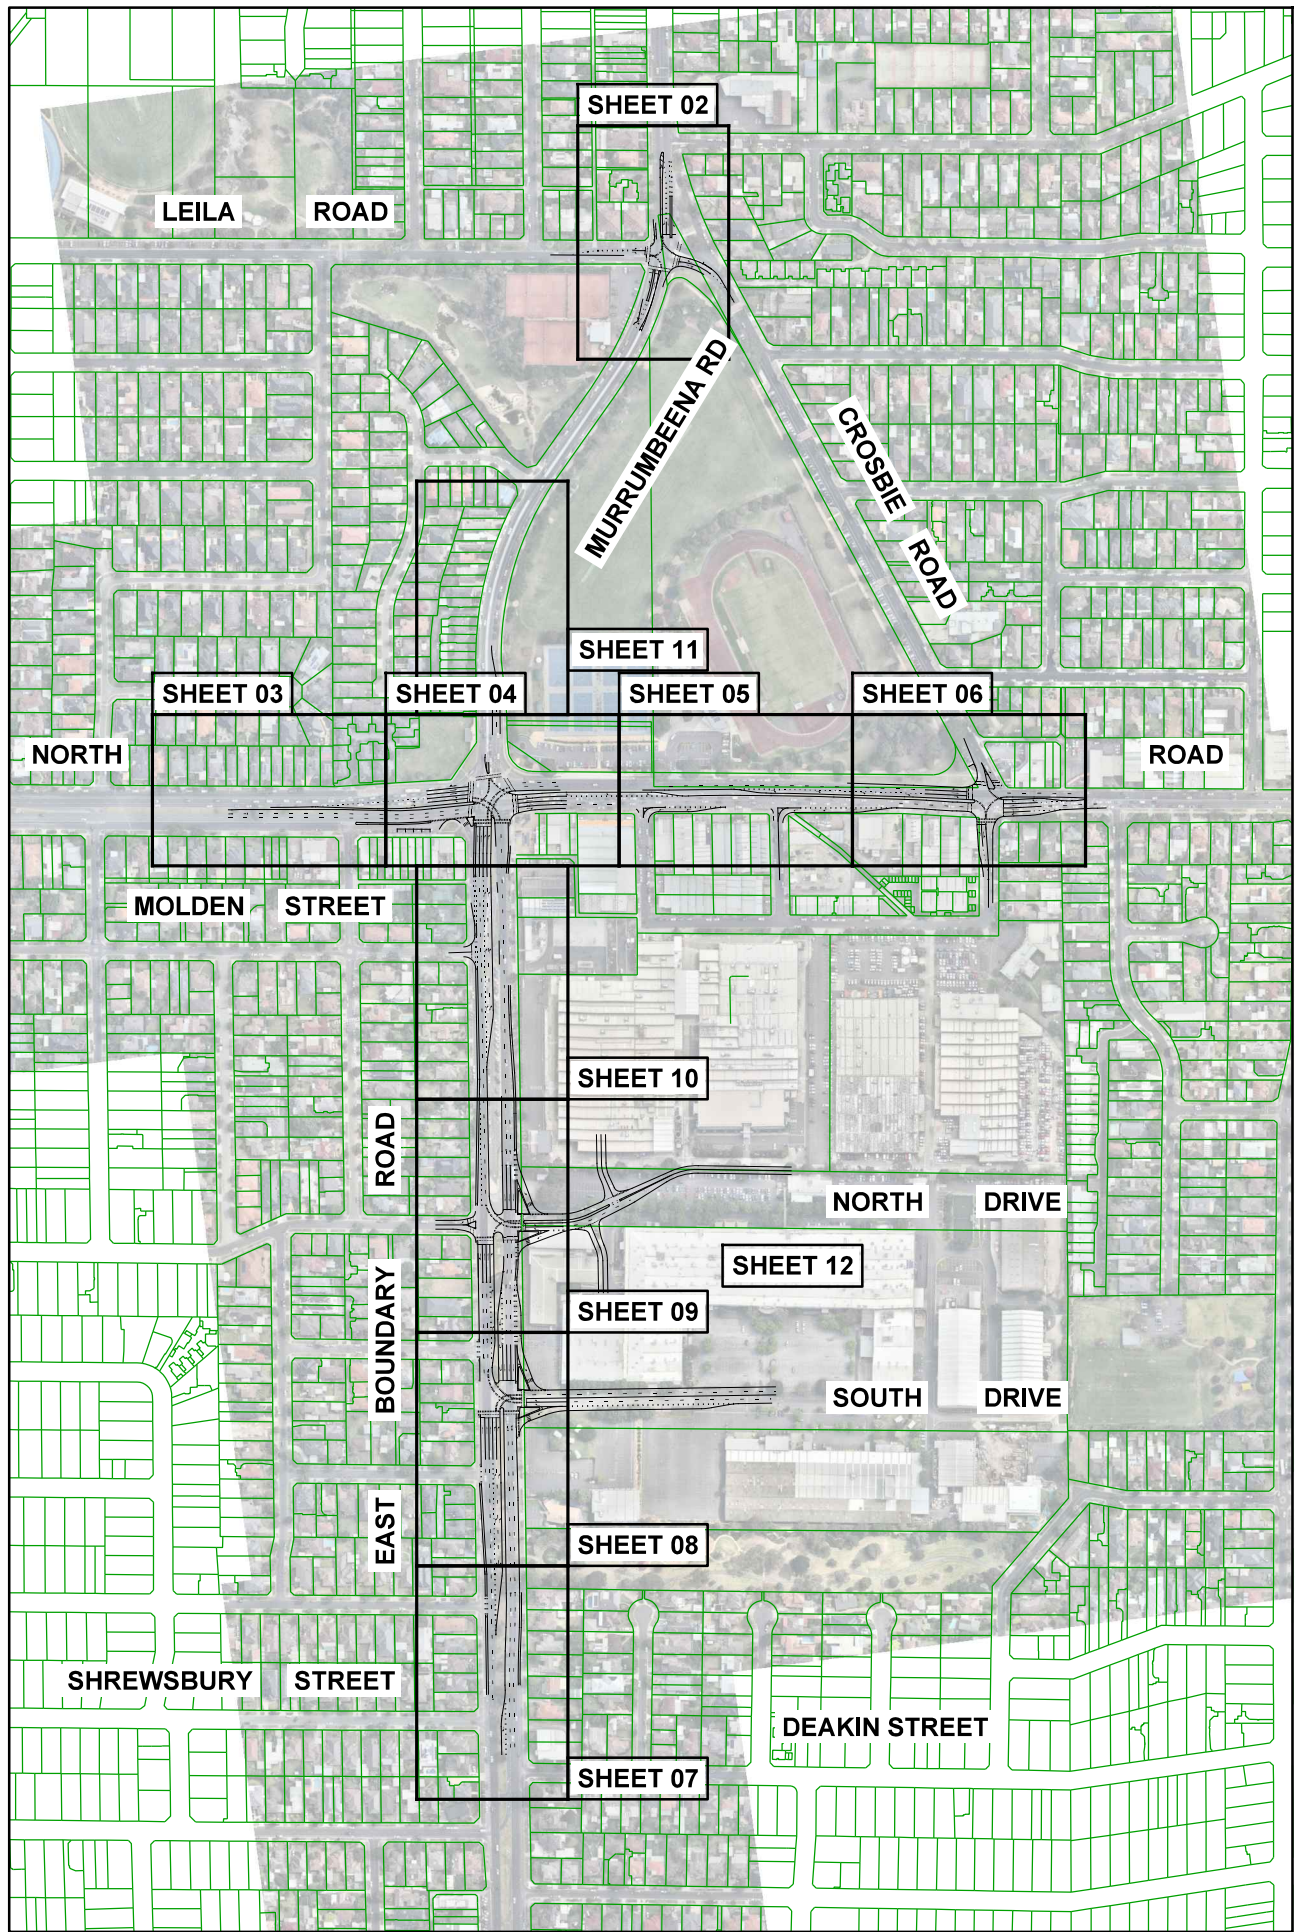 SHEET 02
LEILA ROAD
MURRUMBEENA RD
CROSBIE ROAD
SHEET 11
SHEET 03
SHEET 04
SHEET 05
SHEET 06
NORTH ROAD
MOLDEN STREET
SHEET 10
NORTH DRIVE
SHEET 12
SHEET 09
EAST BOUNDARY ROAD
SOUTH DRIVE
SHEET 08
SHREWSBURY STREET
DEAKIN STREET
SHEET 07